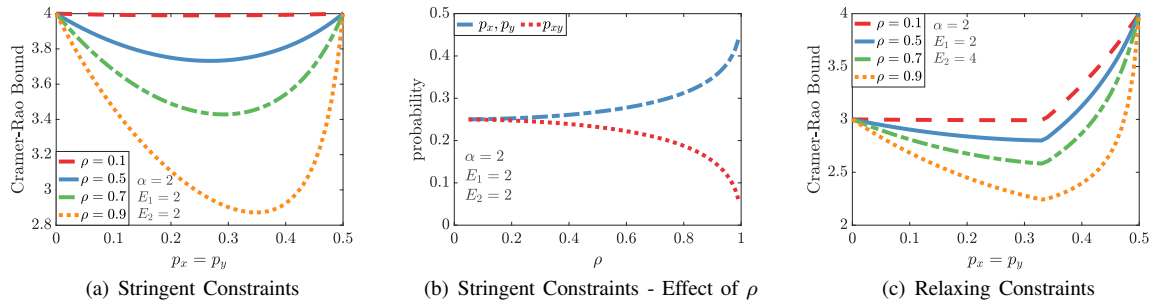 Cramer-Rao Bound
4
3.8
3.6
3.4
3.2
3
2.8
ρ = 0.1
ρ = 0.5
ρ = 0.7
ρ = 0.9
α = 2
E₁ = 2
E₂ = 2
0 0.1 0.2 0.3 0.4 0.5
pₓ = p_y
(a) Stringent Constraints
probability
0.5
0.4
0.3
0.2
0.1
0
pₓ, p_y pₓy
α = 2
E₁ = 2
E₂ = 2
0 0.2 0.4 0.6 0.8 1
ρ
(b) Stringent Constraints - Effect of ρ
Cramer-Rao Bound
4
3.5
3
2.5
2
ρ = 0.1
ρ = 0.5
ρ = 0.7
ρ = 0.9
α = 2
E₁ = 2
E₂ = 4
0 0.1 0.2 0.3 0.4 0.5
pₓ = p_y
(c) Relaxing Constraints